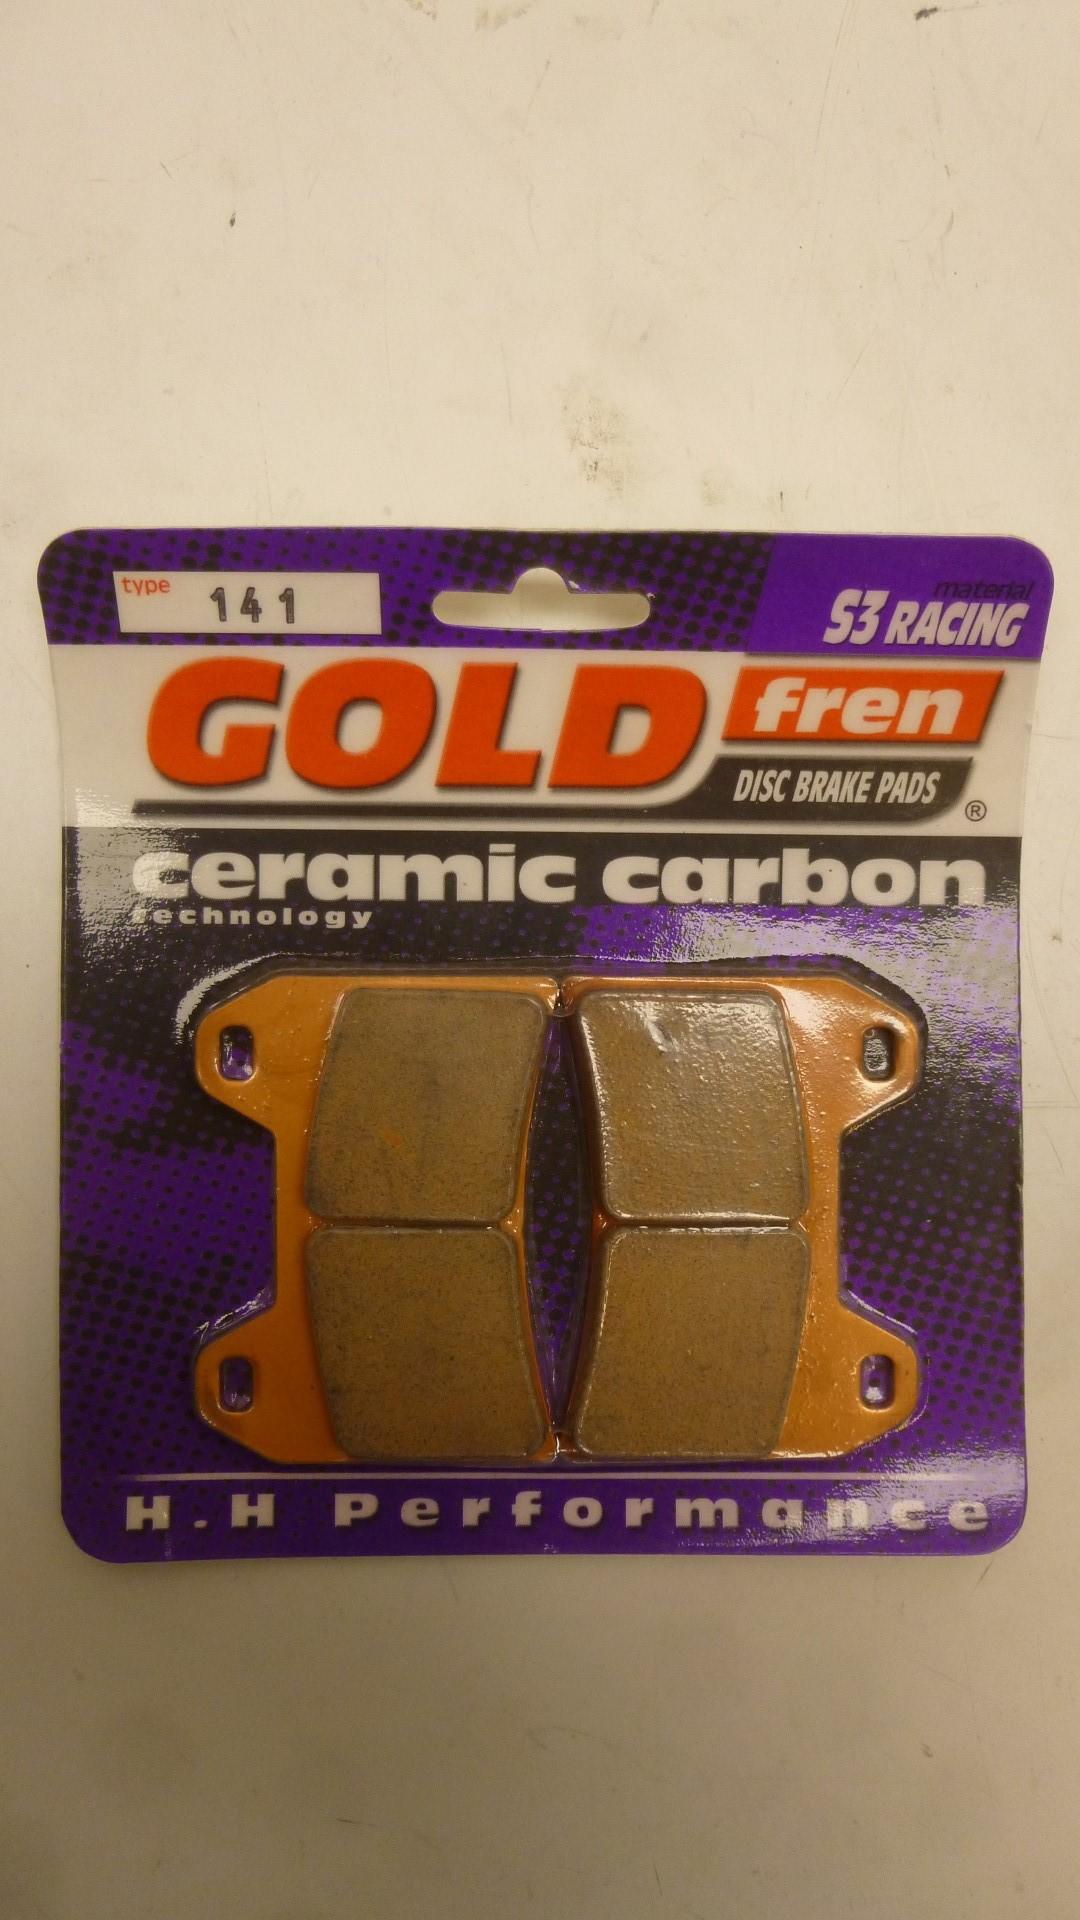 type 141
material
S3 RACING
GOLD fren
DISC BRAKE PADS ®
ceramic carbon
technology
H.H Performance